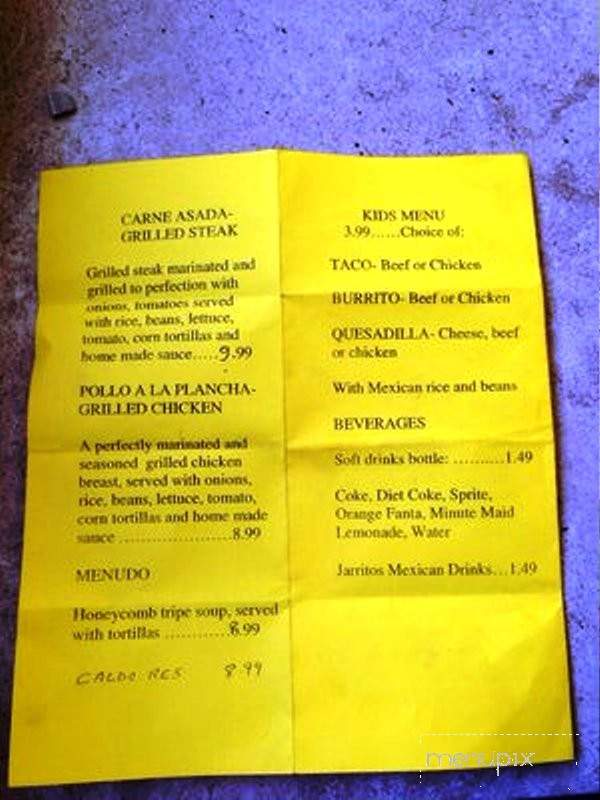 CARNE ASADA-
GRILLED STEAK
Grilled steak marinated and
grilled to perfection with
onions, tomatoes served
with rice, beans, lettuce,
tomato, corn tortillas and
home made sauce.....9.99
POLLO A LA PLANCHA-
GRILLED CHICKEN
A perfectly marinated and
seasoned grilled chicken
breast, served with onions,
rice, beans, lettuce, tomato,
corn tortillas and home made
sauce ......................8.99
MENUDO
Honeycomb tripe soup, served
with tortillas ............8.99
CALDO RES 8.99
KIDS MENU
3.99......Choice of:
TACO- Beef or Chicken
BURRITO- Beef or Chicken
QUESADILLA- Cheese, beef
or chicken
With Mexican rice and beans
BEVERAGES
Soft drinks bottle: ..........1.49
Coke, Diet Coke, Sprite,
Orange Fanta, Minute Maid
Lemonade, Water
Jarritos Mexican Drinks...1.49
menupix